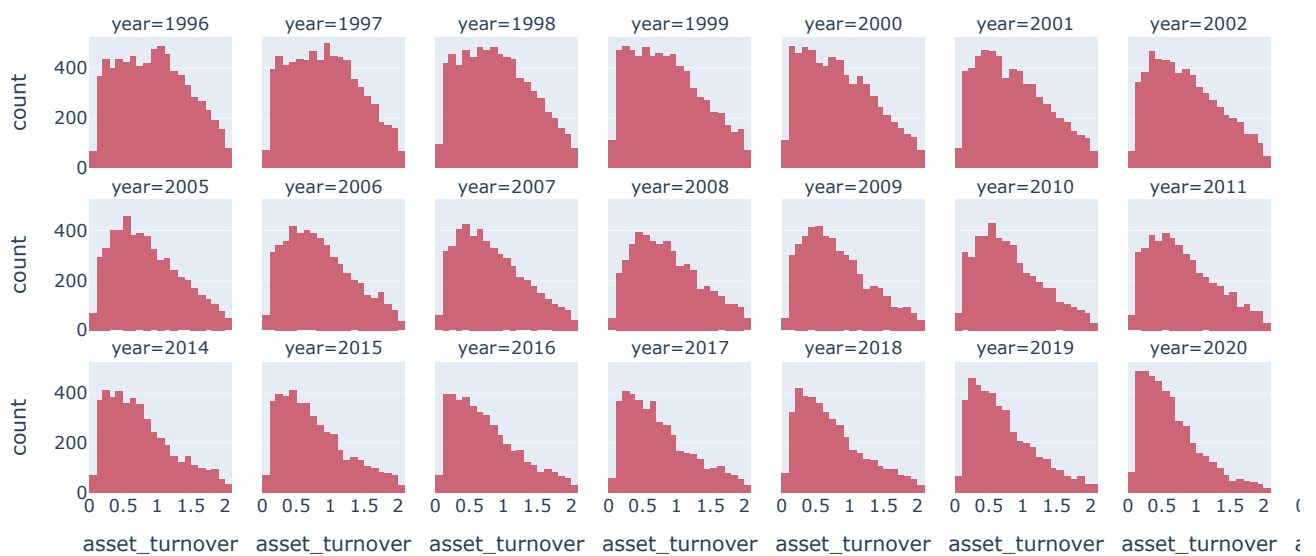 year=1996 year=1997 year=1998 year=1999 year=2000 year=2001 year=2002
count
400
200
0
year=2005 year=2006 year=2007 year=2008 year=2009 year=2010 year=2011
count
400
200
0
year=2014 year=2015 year=2016 year=2017 year=2018 year=2019 year=2020
count
400
200
0
0 0.5 1 1.5 2 0 0.5 1 1.5 2 0 0.5 1 1.5 2 0 0.5 1 1.5 2 0 0.5 1 1.5 2 0 0.5 1 1.5 2 0 0.5 1 1.5 2
asset_turnover asset_turnover asset_turnover asset_turnover asset_turnover asset_turnover asset_turnover